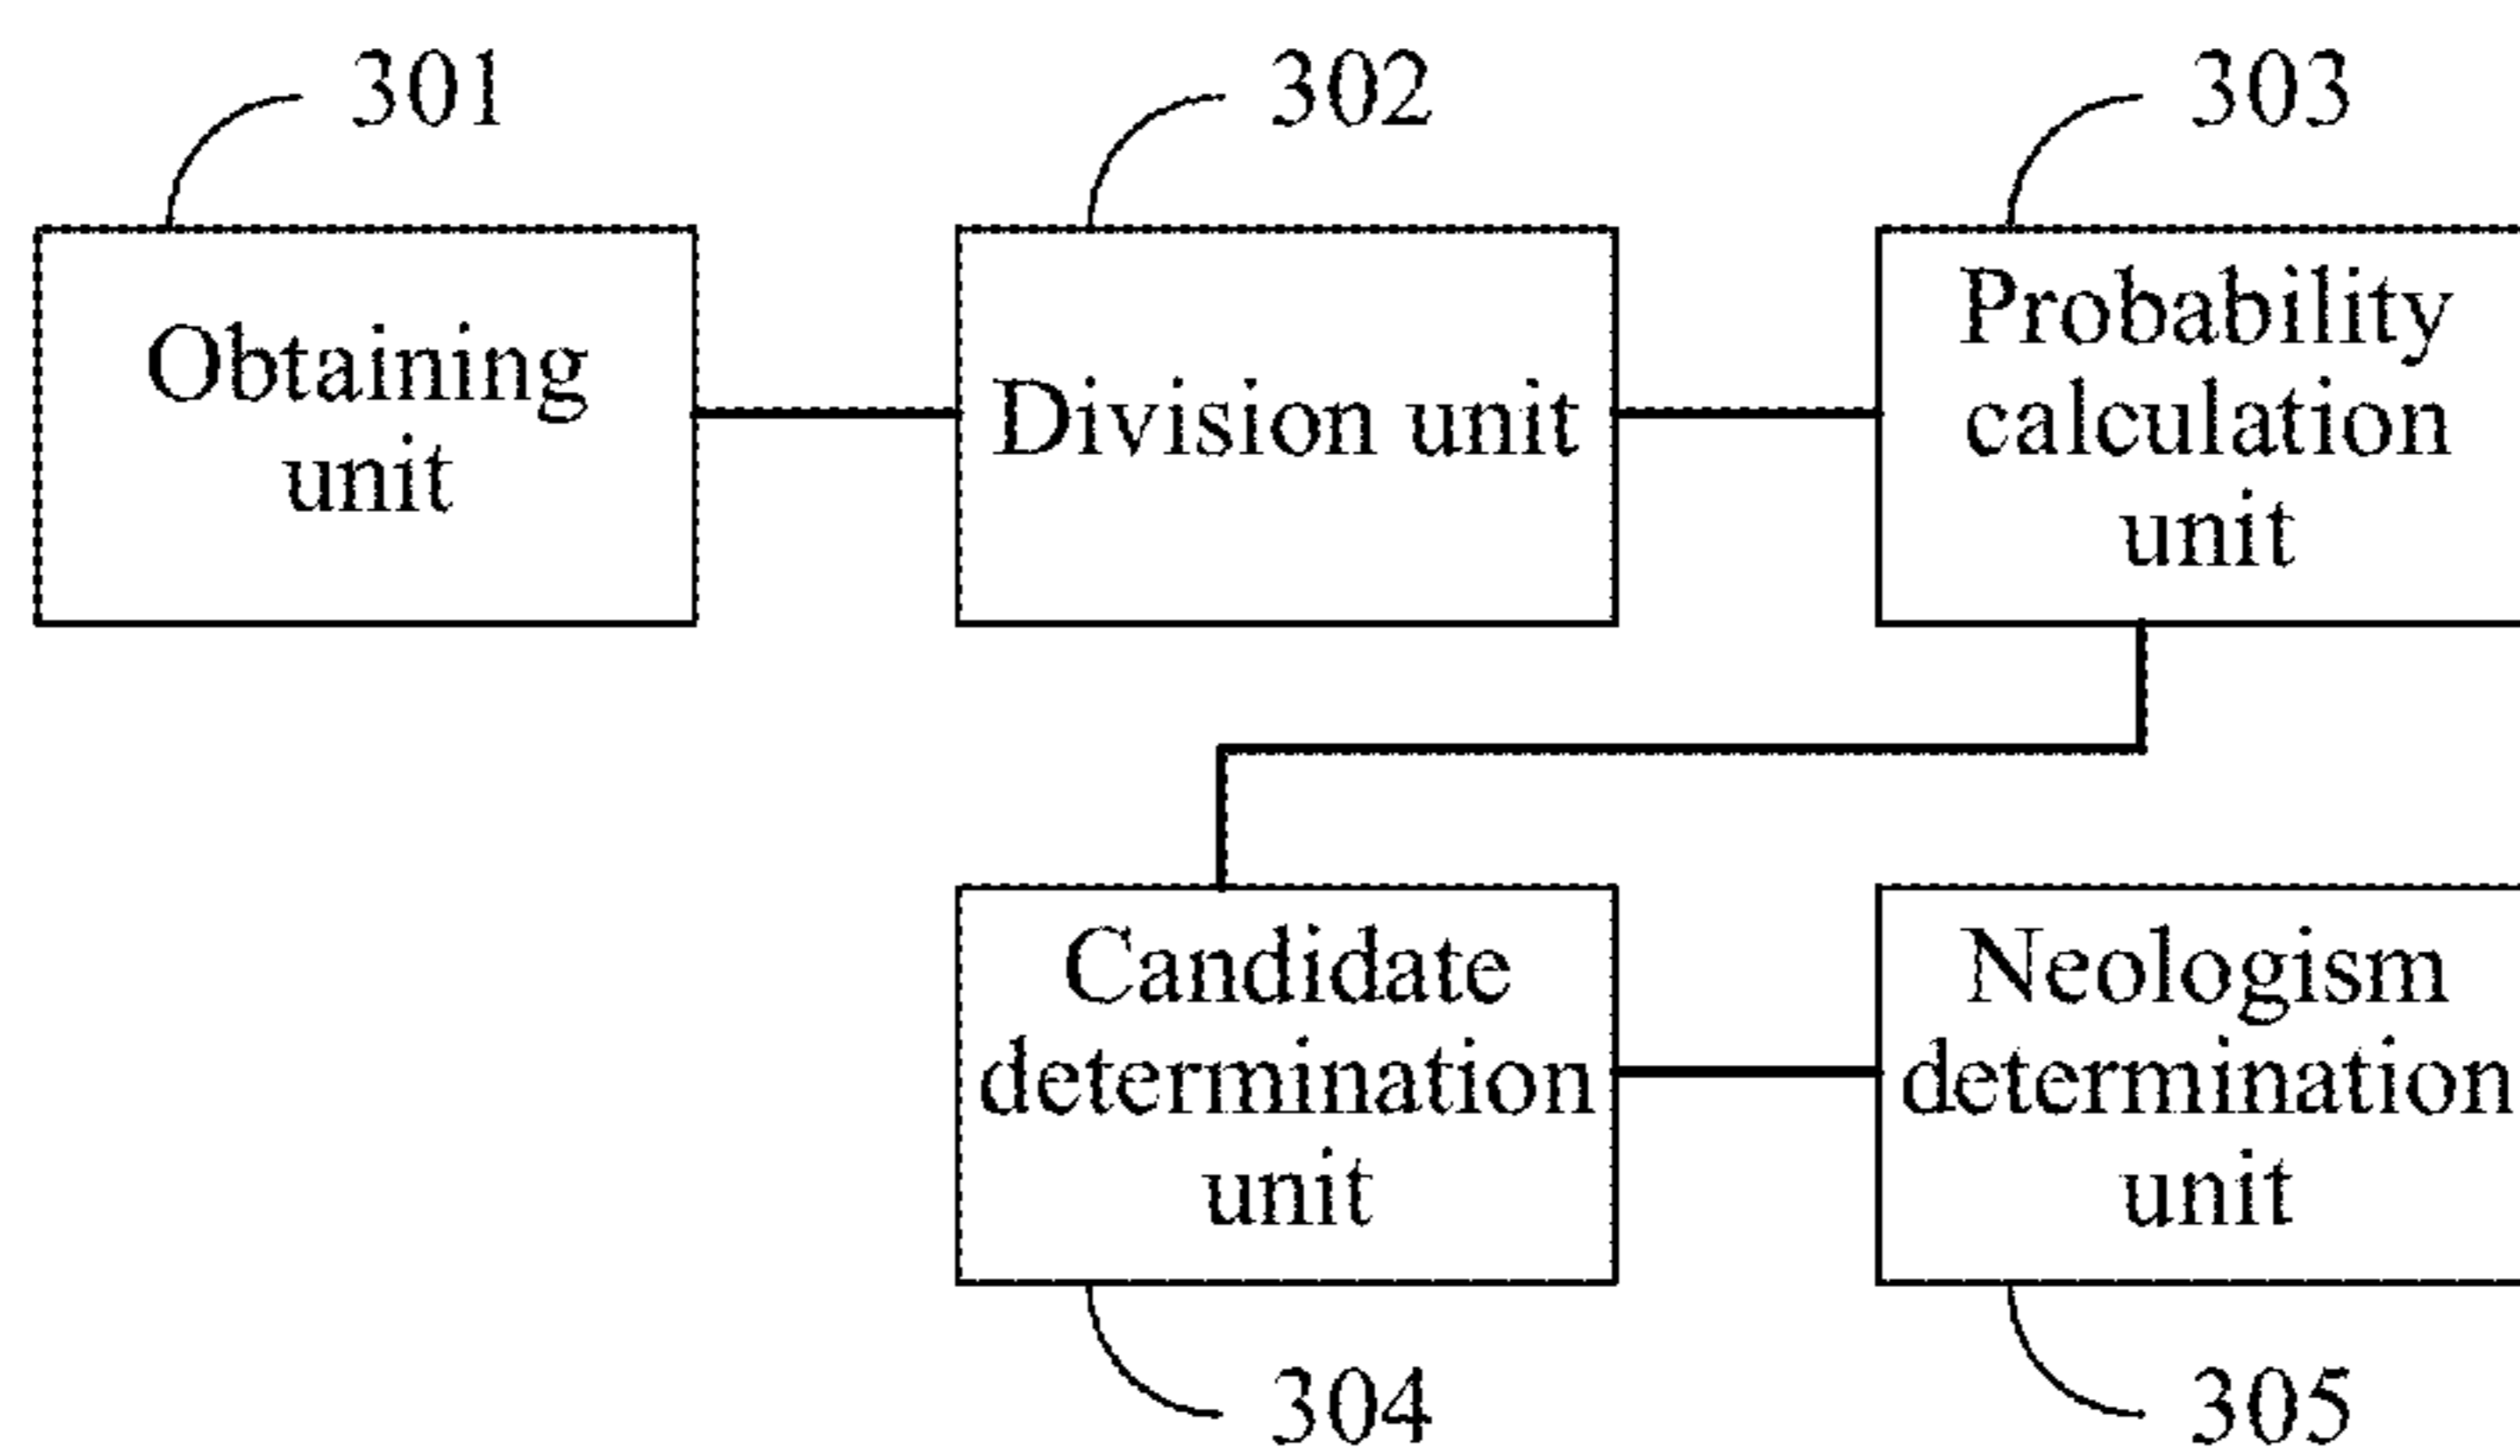 301
302
303
Obtaining
unit
Division unit
Probability
calculation
unit
Candidate
determination
unit
Neologism
determination
unit
304
305